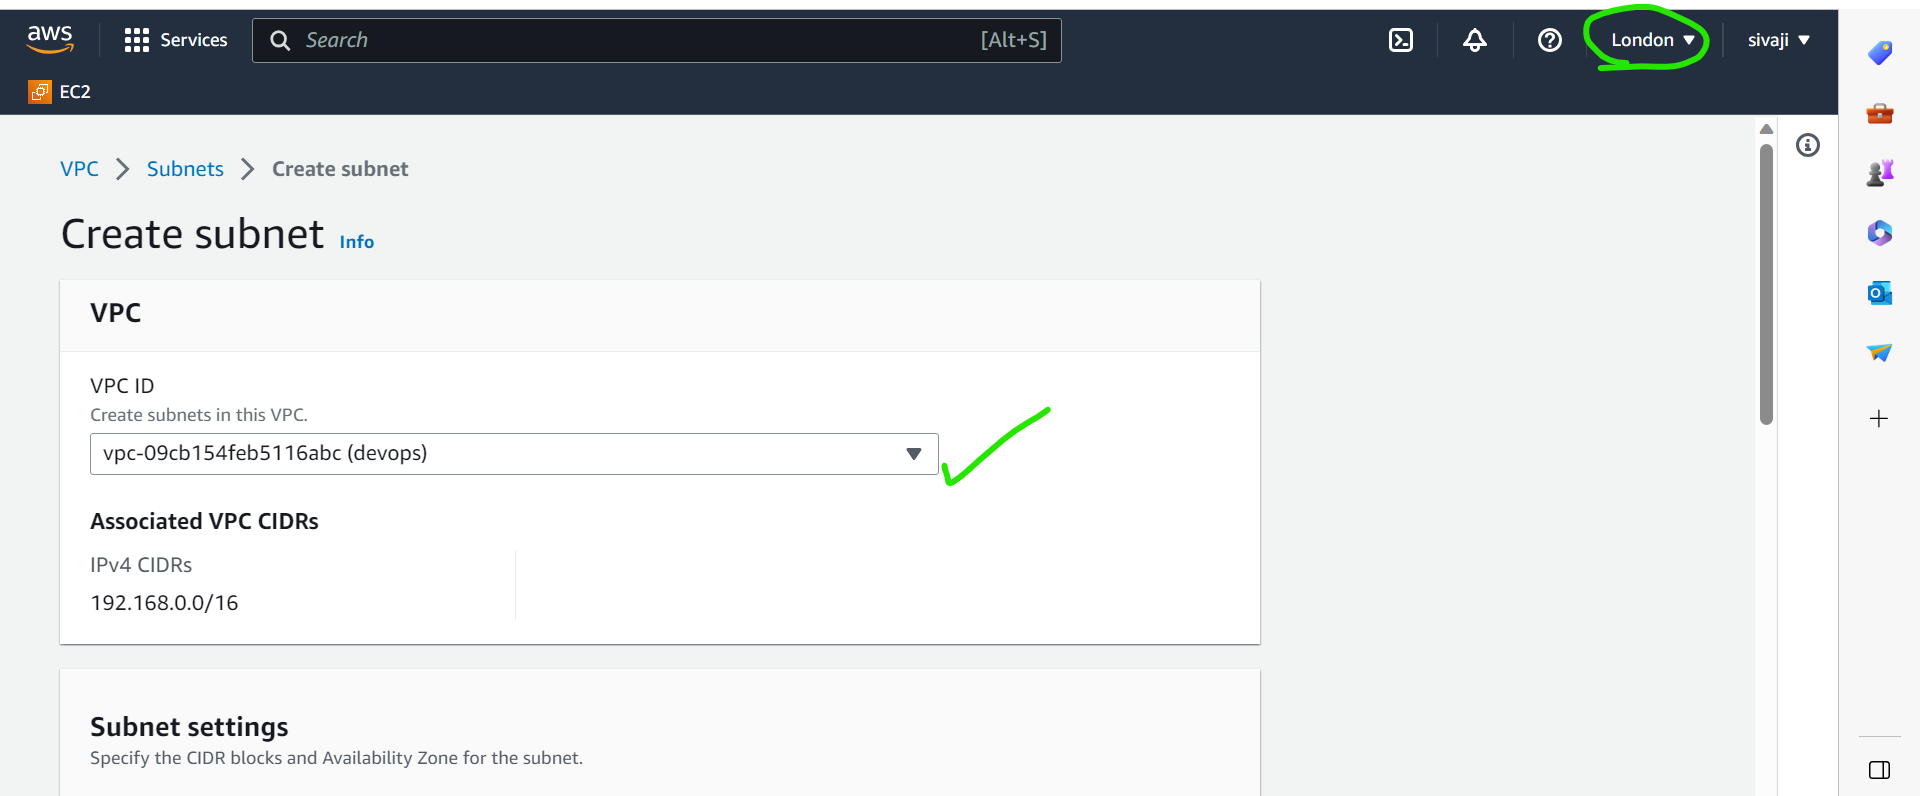 aws
Services
Search
[Alt+S]
London
sivaji
EC2
VPC
Subnets
Create subnet
Create subnet
Info
VPC
VPC ID
Create subnets in this VPC.
vpc-09cb154feb5116abc (devops)
Associated VPC CIDRs
IPv4 CIDRs
192.168.0.0/16
Subnet settings
Specify the CIDR blocks and Availability Zone for the subnet.